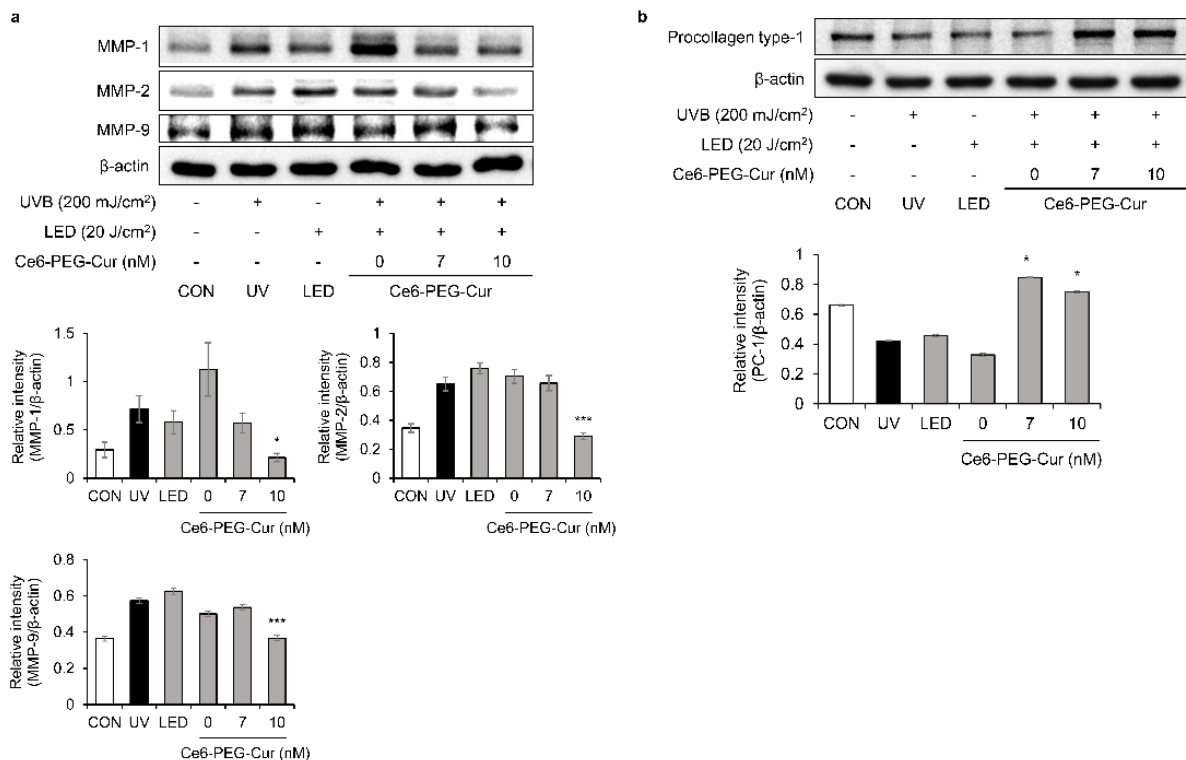 a
MMP-1
MMP-2
MMP-9
β-actin
UVB (200 mJ/cm²) - + - + + +
LED (20 J/cm²) - - + + + +
Ce6-PEG-Cur (nM) - - - 0 7 10
CON UV LED Ce6-PEG-Cur
Relative intensity
(MMP-1/β-actin)
1.5
1
0.5
0
*
CON UV LED 0 7 10
Ce6-PEG-Cur (nM)
Relative intensity
(MMP-2/β-actin)
1
0.8
0.6
0.4
0.2
0
***
CON UV LED 0 7 10
Ce6-PEG-Cur (nM)
Relative intensity
(MMP-9/β-actin)
0.8
0.6
0.4
0.2
0
***
CON UV LED 0 7 10
Ce6-PEG-Cur (nM)
b
Procollagen type-1
β-actin
UVB (200 mJ/cm²) - + - + + +
LED (20 J/cm²) - - + + + +
Ce6-PEG-Cur (nM) - - - 0 7 10
CON UV LED Ce6-PEG-Cur
Relative intensity
(PC-1/β-actin)
1
0.8
0.6
0.4
0.2
0
* *
CON UV LED 0 7 10
Ce6-PEG-Cur (nM)